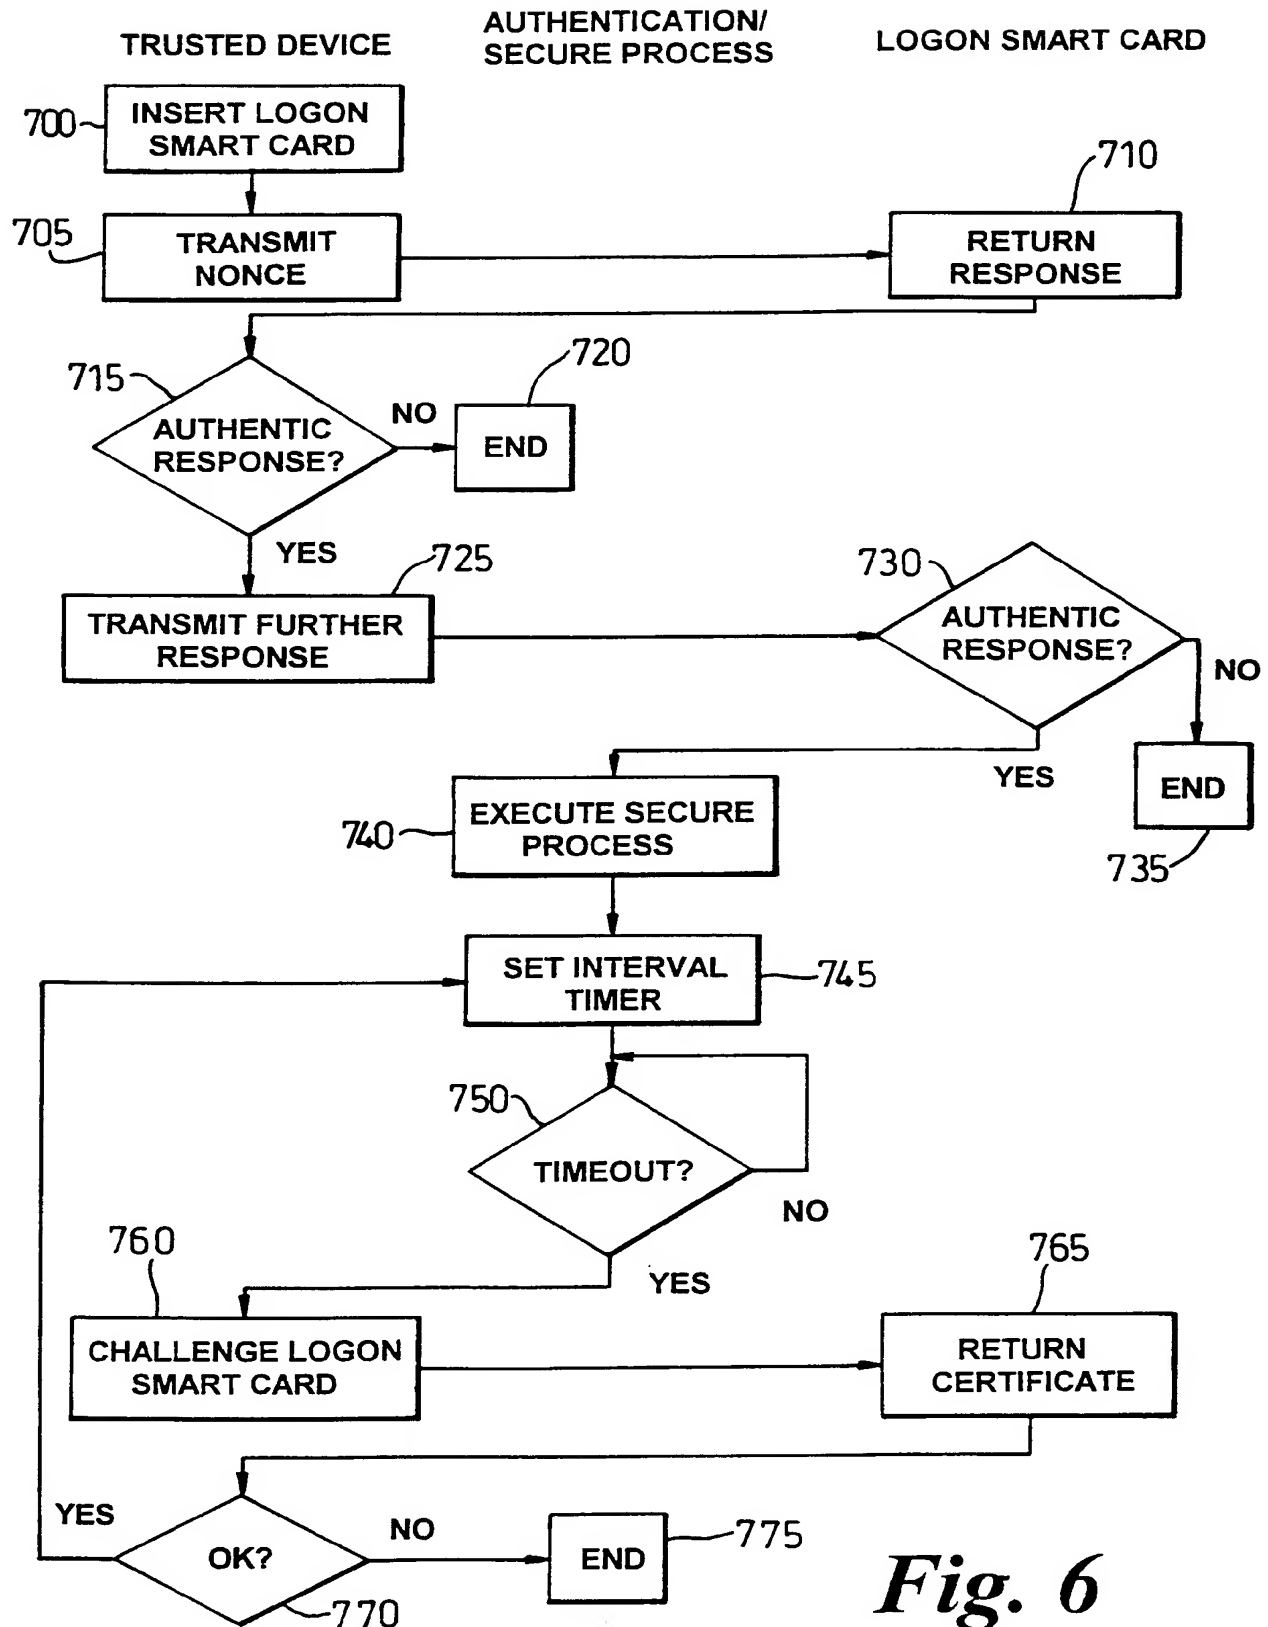 TRUSTED DEVICE
AUTHENTICATION/
SECURE PROCESS
LOGON SMART CARD
700
INSERT LOGON
SMART CARD
705
TRANSMIT
NONCE
710
RETURN
RESPONSE
715
AUTHENTIC
RESPONSE?
NO
720
END
YES
725
TRANSMIT FURTHER
RESPONSE
730
AUTHENTIC
RESPONSE?
NO
YES
END
735
740
EXECUTE SECURE
PROCESS
SET INTERVAL
TIMER
745
750
TIMEOUT?
NO
YES
760
CHALLENGE LOGON
SMART CARD
765
RETURN
CERTIFICATE
YES
OK?
NO
END
775
770
Fig. 6